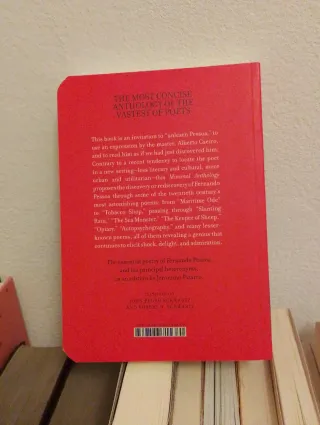 THE MOST CONCISE
ANTHOLOGY OF THE
VASTEST OF POETS
This book is an invitation to "unlearn Pessoa," to
use an expression by the master, Alberto Caeiro,
and to read him as if we had just discovered him.
Contrary to a recent tendency to locate the poet
in a new setting—less literary and cultural, more
urban and utilitarian—this Minimal Anthology
proposes the discovery or rediscovery of Fernando
Pessoa through some of the twentieth century's
most astonishing poems: from "Maritime Ode"
to "Tobacco Shop," passing through "Slanting
Rain," "The Sea Monster," "The Keeper of Sheep,"
"Opiary," "Autopsychography," and many lesser-
known poems, all of them revealing a genius that
continues to elicit shock, delight, and admiration.
The essential poetry of Fernando Pessoa,
and his principal heteronyms,
in an edition by Jerónimo Pizarro.